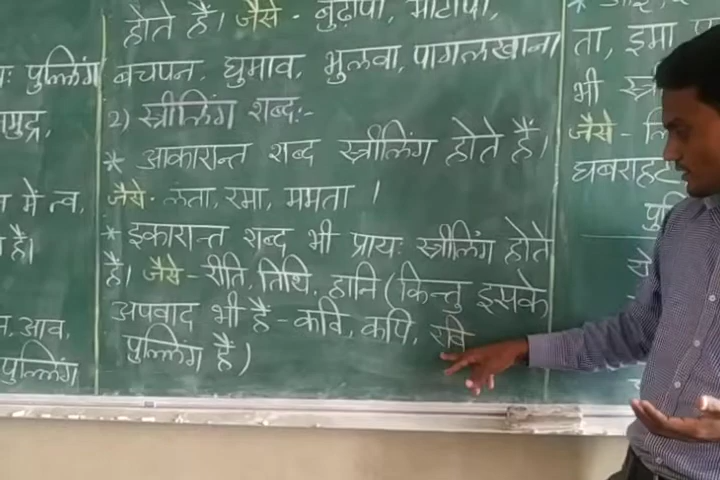 पुल्लिंग
में त्व,
है।
आव,
पुल्लिंग
होते हैं। जैसे - बुढ़ापा, मोटापा,
बचपन, घुमाव, भुलवा, पागलखाना
2) स्त्रीलिंग शब्द:-
* आकारान्त शब्द स्त्रीलिंग होते हैं।
जैसे- लता, रमा, ममता ।
* इकारान्त शब्द भी प्रायः स्त्रीलिंग होते
हैं। जैसे - रीति, तिथि, हानि (किन्तु इसके
अपवाद भी हैं - कवि, कपि, रवि
पुल्लिंग हैं)
ता, इमा
भी
जैसे -
घबराहट